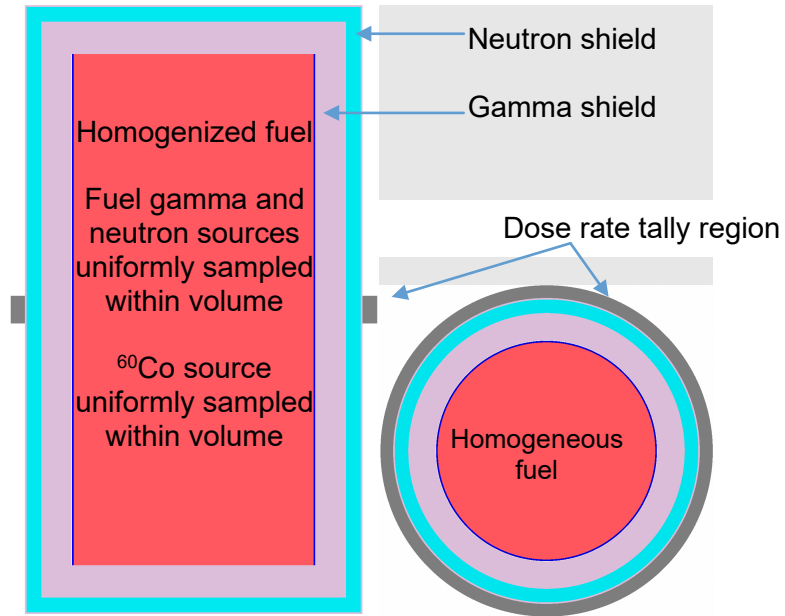 Neutron shield
Gamma shield
Homogenized fuel
Fuel gamma and
neutron sources
uniformly sampled
within volume
⁶⁰Co source
uniformly sampled
within volume
Dose rate tally region
Homogeneous
fuel